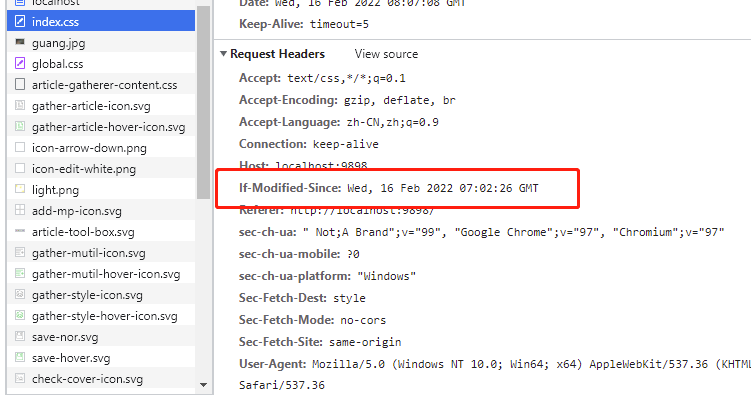 localhost
index.css
guang.jpg
global.css
article-gatherer-content.css
gather-article-icon.svg
gather-article-hover-icon.svg
icon-arrow-down.png
icon-edit-white.png
light.png
add-mp-icon.svg
article-tool-box.svg
gather-mutil-icon.svg
gather-mutil-hover-icon.svg
gather-style-icon.svg
gather-style-hover-icon.svg
save-nor.svg
save-hover.svg
check-cover-icon.svg
Date: Wed, 16 Feb 2022 08:07:08 GMT
Keep-Alive: timeout=5
Request Headers View source
Accept: text/css,*/*;q=0.1
Accept-Encoding: gzip, deflate, br
Accept-Language: zh-CN,zh;q=0.9
Connection: keep-alive
Host: localhost:9898
If-Modified-Since: Wed, 16 Feb 2022 07:02:26 GMT
Referer: http://localhost:9898/
sec-ch-ua: " Not;A Brand";v="99", "Google Chrome";v="97", "Chromium";v="97"
sec-ch-ua-mobile: ?0
sec-ch-ua-platform: "Windows"
Sec-Fetch-Dest: style
Sec-Fetch-Mode: no-cors
Sec-Fetch-Site: same-origin
User-Agent: Mozilla/5.0 (Windows NT 10.0; Win64; x64) AppleWebKit/537.36 (KHTML
Safari/537.36